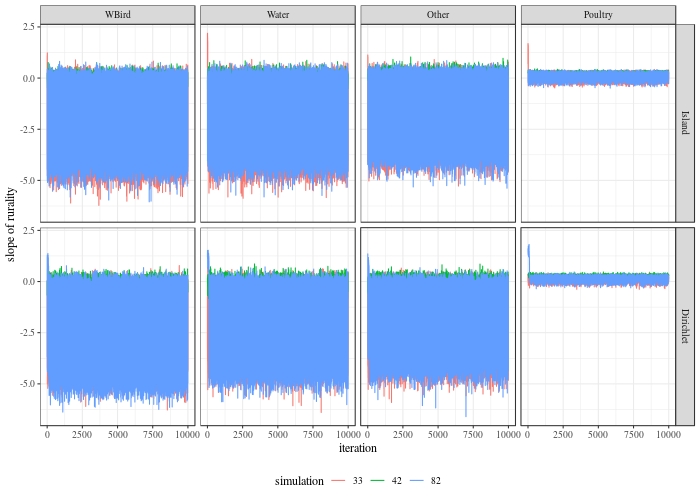 WBird Water Other Poultry
2.5
0.0
-2.5
-5.0
Island
slope of rurality
2.5
0.0
-2.5
-5.0
Dirichlet
0 2500 5000 7500 10000 0 2500 5000 7500 10000 0 2500 5000 7500 10000 0 2500 5000 7500 10000
iteration
simulation 33 42 82